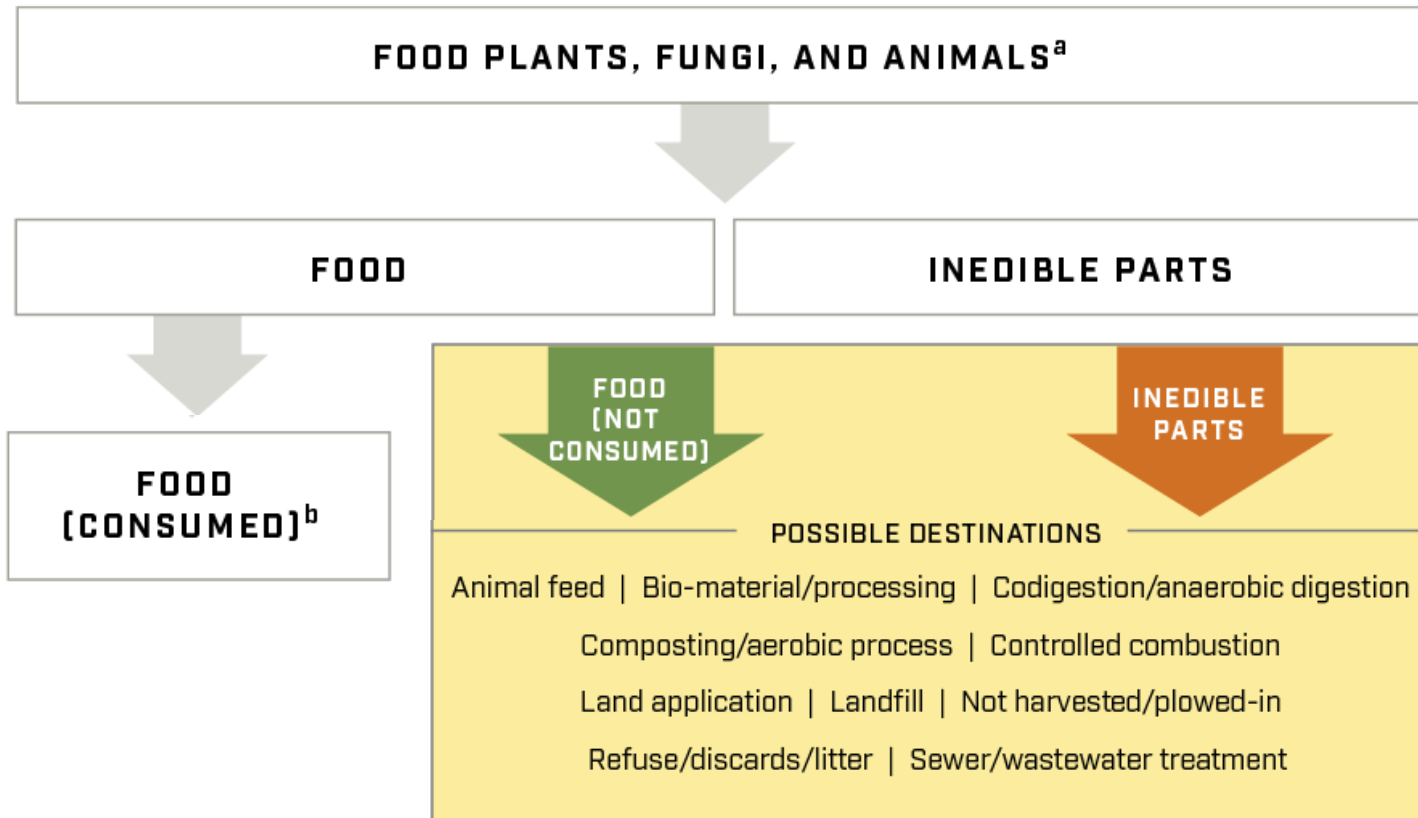 FOOD PLANTS, FUNGI, AND ANIMALSª
FOOD
INEDIBLE PARTS
FOOD
(NOT
CONSUMED)
INEDIBLE
PARTS
FOOD
(CONSUMED)ᵇ
POSSIBLE DESTINATIONS
Animal feed | Bio-material/processing | Codigestion/anaerobic digestion
Composting/aerobic process | Controlled combustion
Land application | Landfill | Not harvested/plowed-in
Refuse/discards/litter | Sewer/wastewater treatment